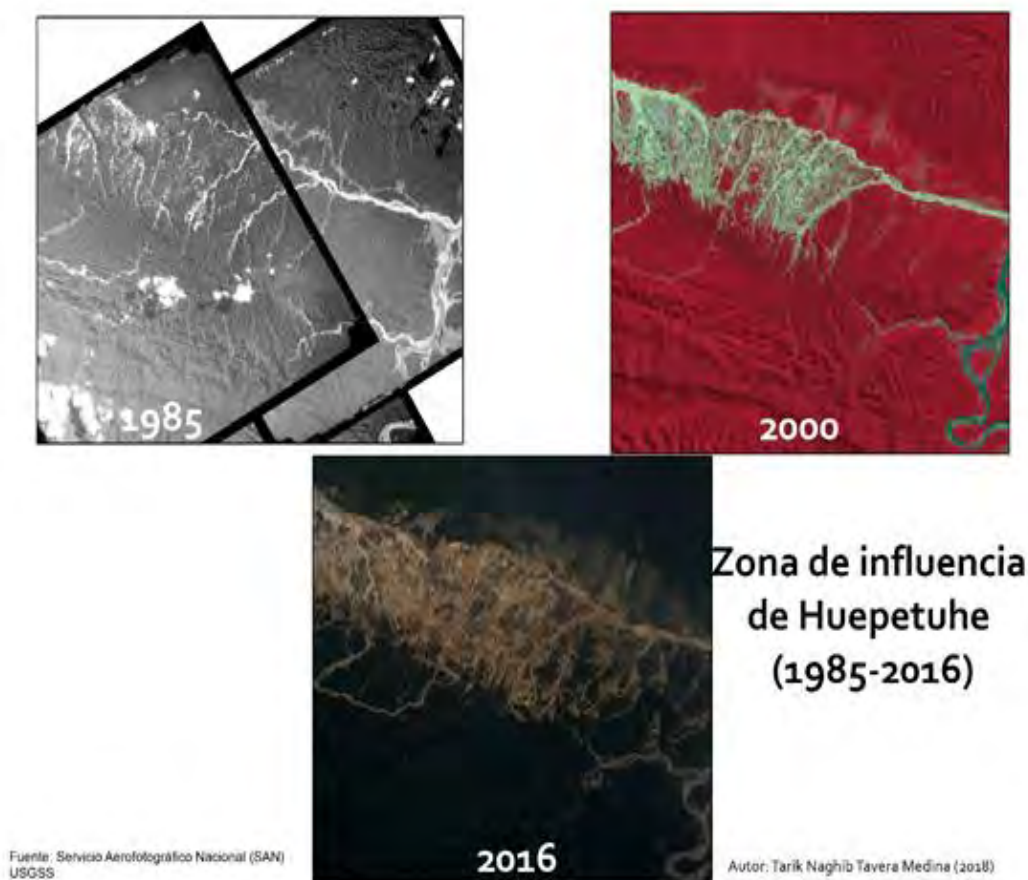 1985
2000
2016
Zona de influencia
de Huepetuhe
(1985-2016)
Fuente: Servicio Aerofotográfico Nacional (SAN)
USGSS
Autor: Tarik Naghib Tavera Medina (2018)